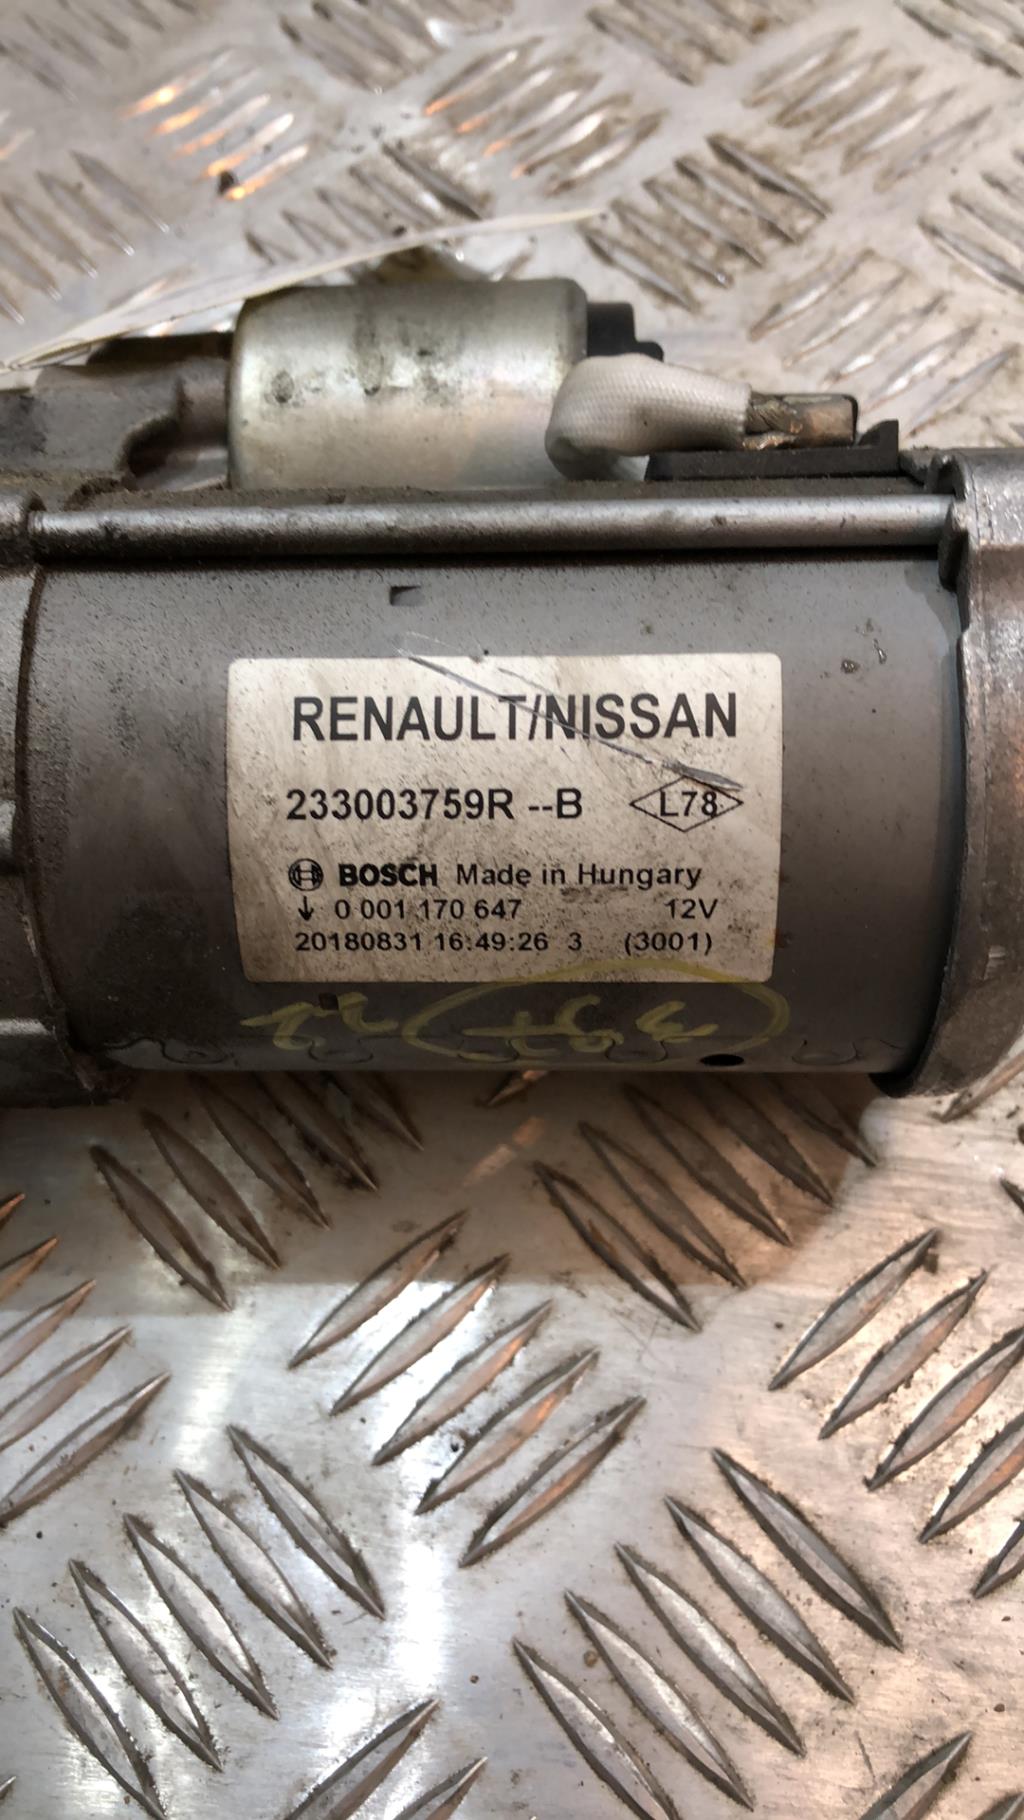 RENAULT/NISSAN
233003759R --B L78
BOSCH Made in Hungary
↓ 0 001 170 647 12V
20180831 16:49:26 3 (3001)